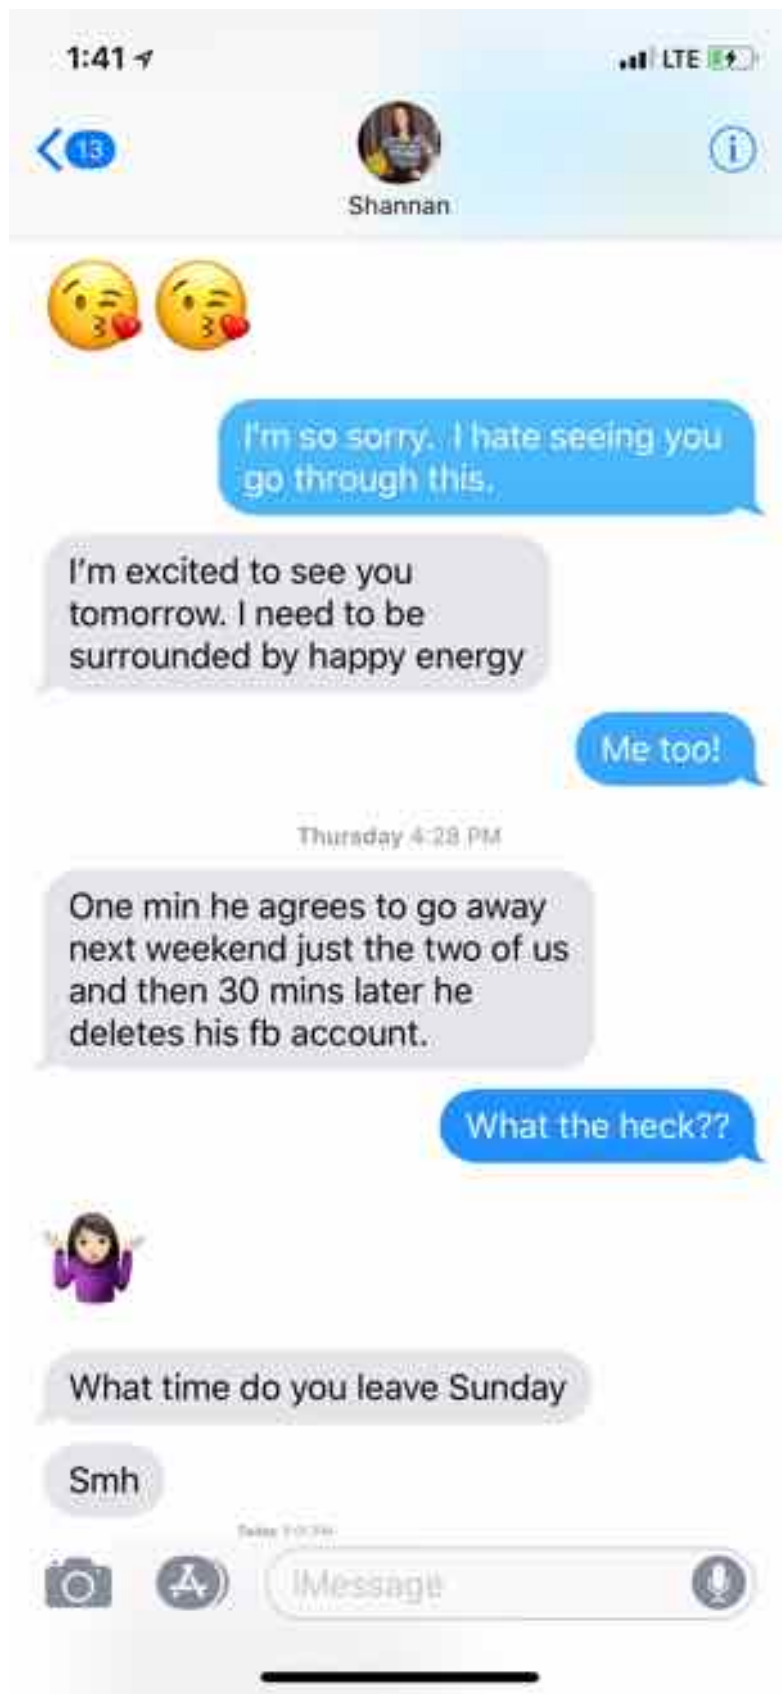 1:41
LTE
13
Shannan
I'm so sorry. I hate seeing you
go through this.
I'm excited to see you
tomorrow. I need to be
surrounded by happy energy
Me too!
Thursday 4:28 PM
One min he agrees to go away
next weekend just the two of us
and then 30 mins later he
deletes his fb account.
What the heck??
What time do you leave Sunday
Smh
Today
iMessage